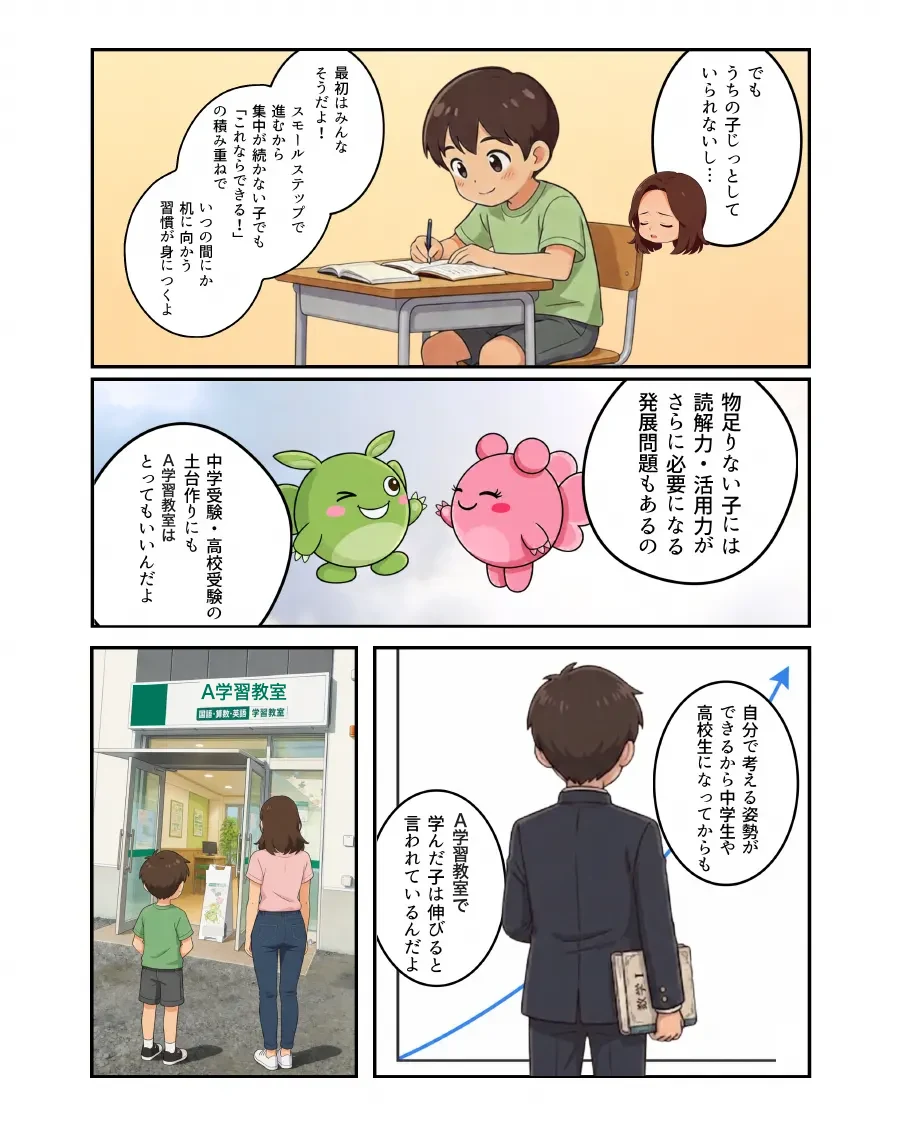 でも
うちの子じっとして
いられないし…
最初はみんな
そうだよ！
スモールステップで
進むから
集中が続かない子でも
「これならできる！」
の積み重ねで
いつの間にか
机に向かう
習慣が身につくよ
物足りない子には
読解力・活用力が
さらに必要になる
発展問題もあるの
中学受験・高校受験の
土台作りにも
A学習教室は
とってもいいんだよ
自分で考える姿勢が
できるから中学生や
高校生になってからも
A学習教室で
学んだ子は伸びると
言われているんだよ
数学I
A学習教室
国語・算数・英語 学習教室